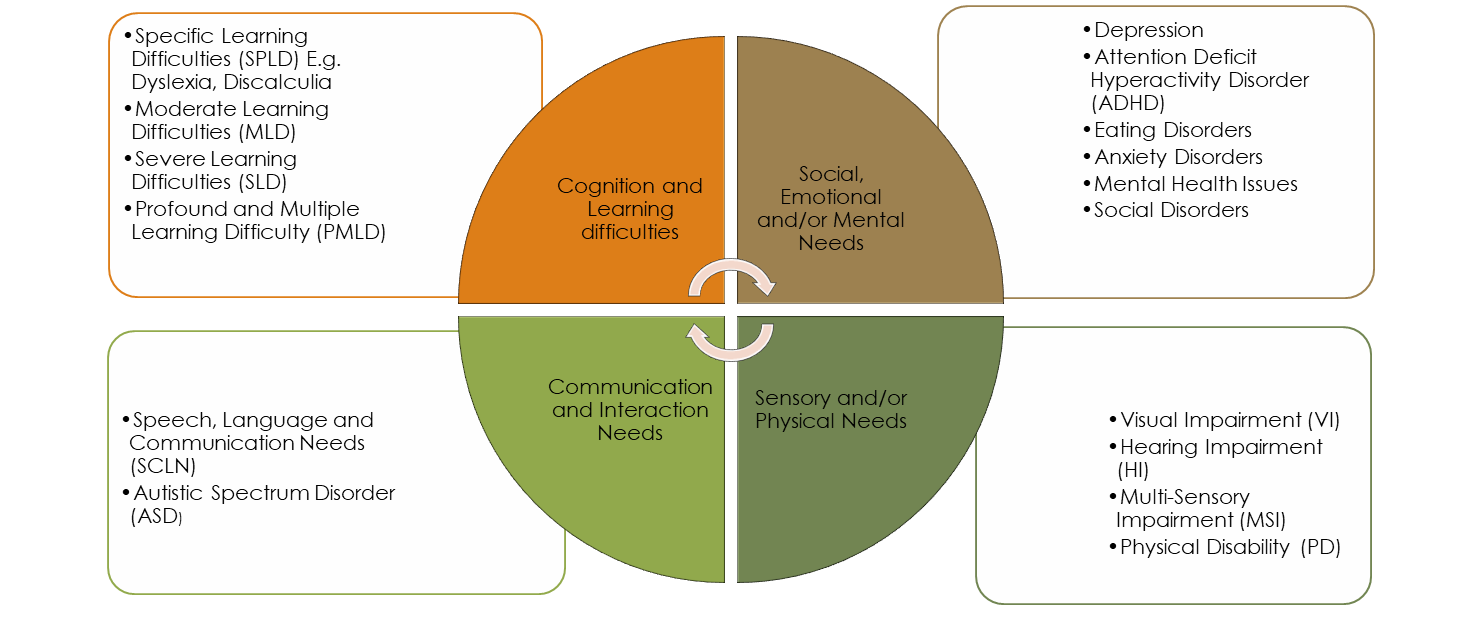 •Specific Learning
Difficulties (SPLD) E.g.
Dyslexia, Discalculia
•Moderate Learning
Difficulties (MLD)
•Severe Learning
Difficulties (SLD)
•Profound and Multiple
Learning Difficulty (PMLD)
Cognition and
Learning
difficulties
Social,
Emotional
and/or Mental
Needs
•Depression
•Attention Deficit
Hyperactivity Disorder
(ADHD)
•Eating Disorders
•Anxiety Disorders
•Mental Health Issues
•Social Disorders
•Speech, Language and
Communication Needs
(SCLN)
•Autistic Spectrum Disorder
(ASD)
Communication
and Interaction
Needs
Sensory and/or
Physical Needs
•Visual Impairment (VI)
•Hearing Impairment
(HI)
•Multi-Sensory
Impairment (MSI)
•Physical Disability (PD)